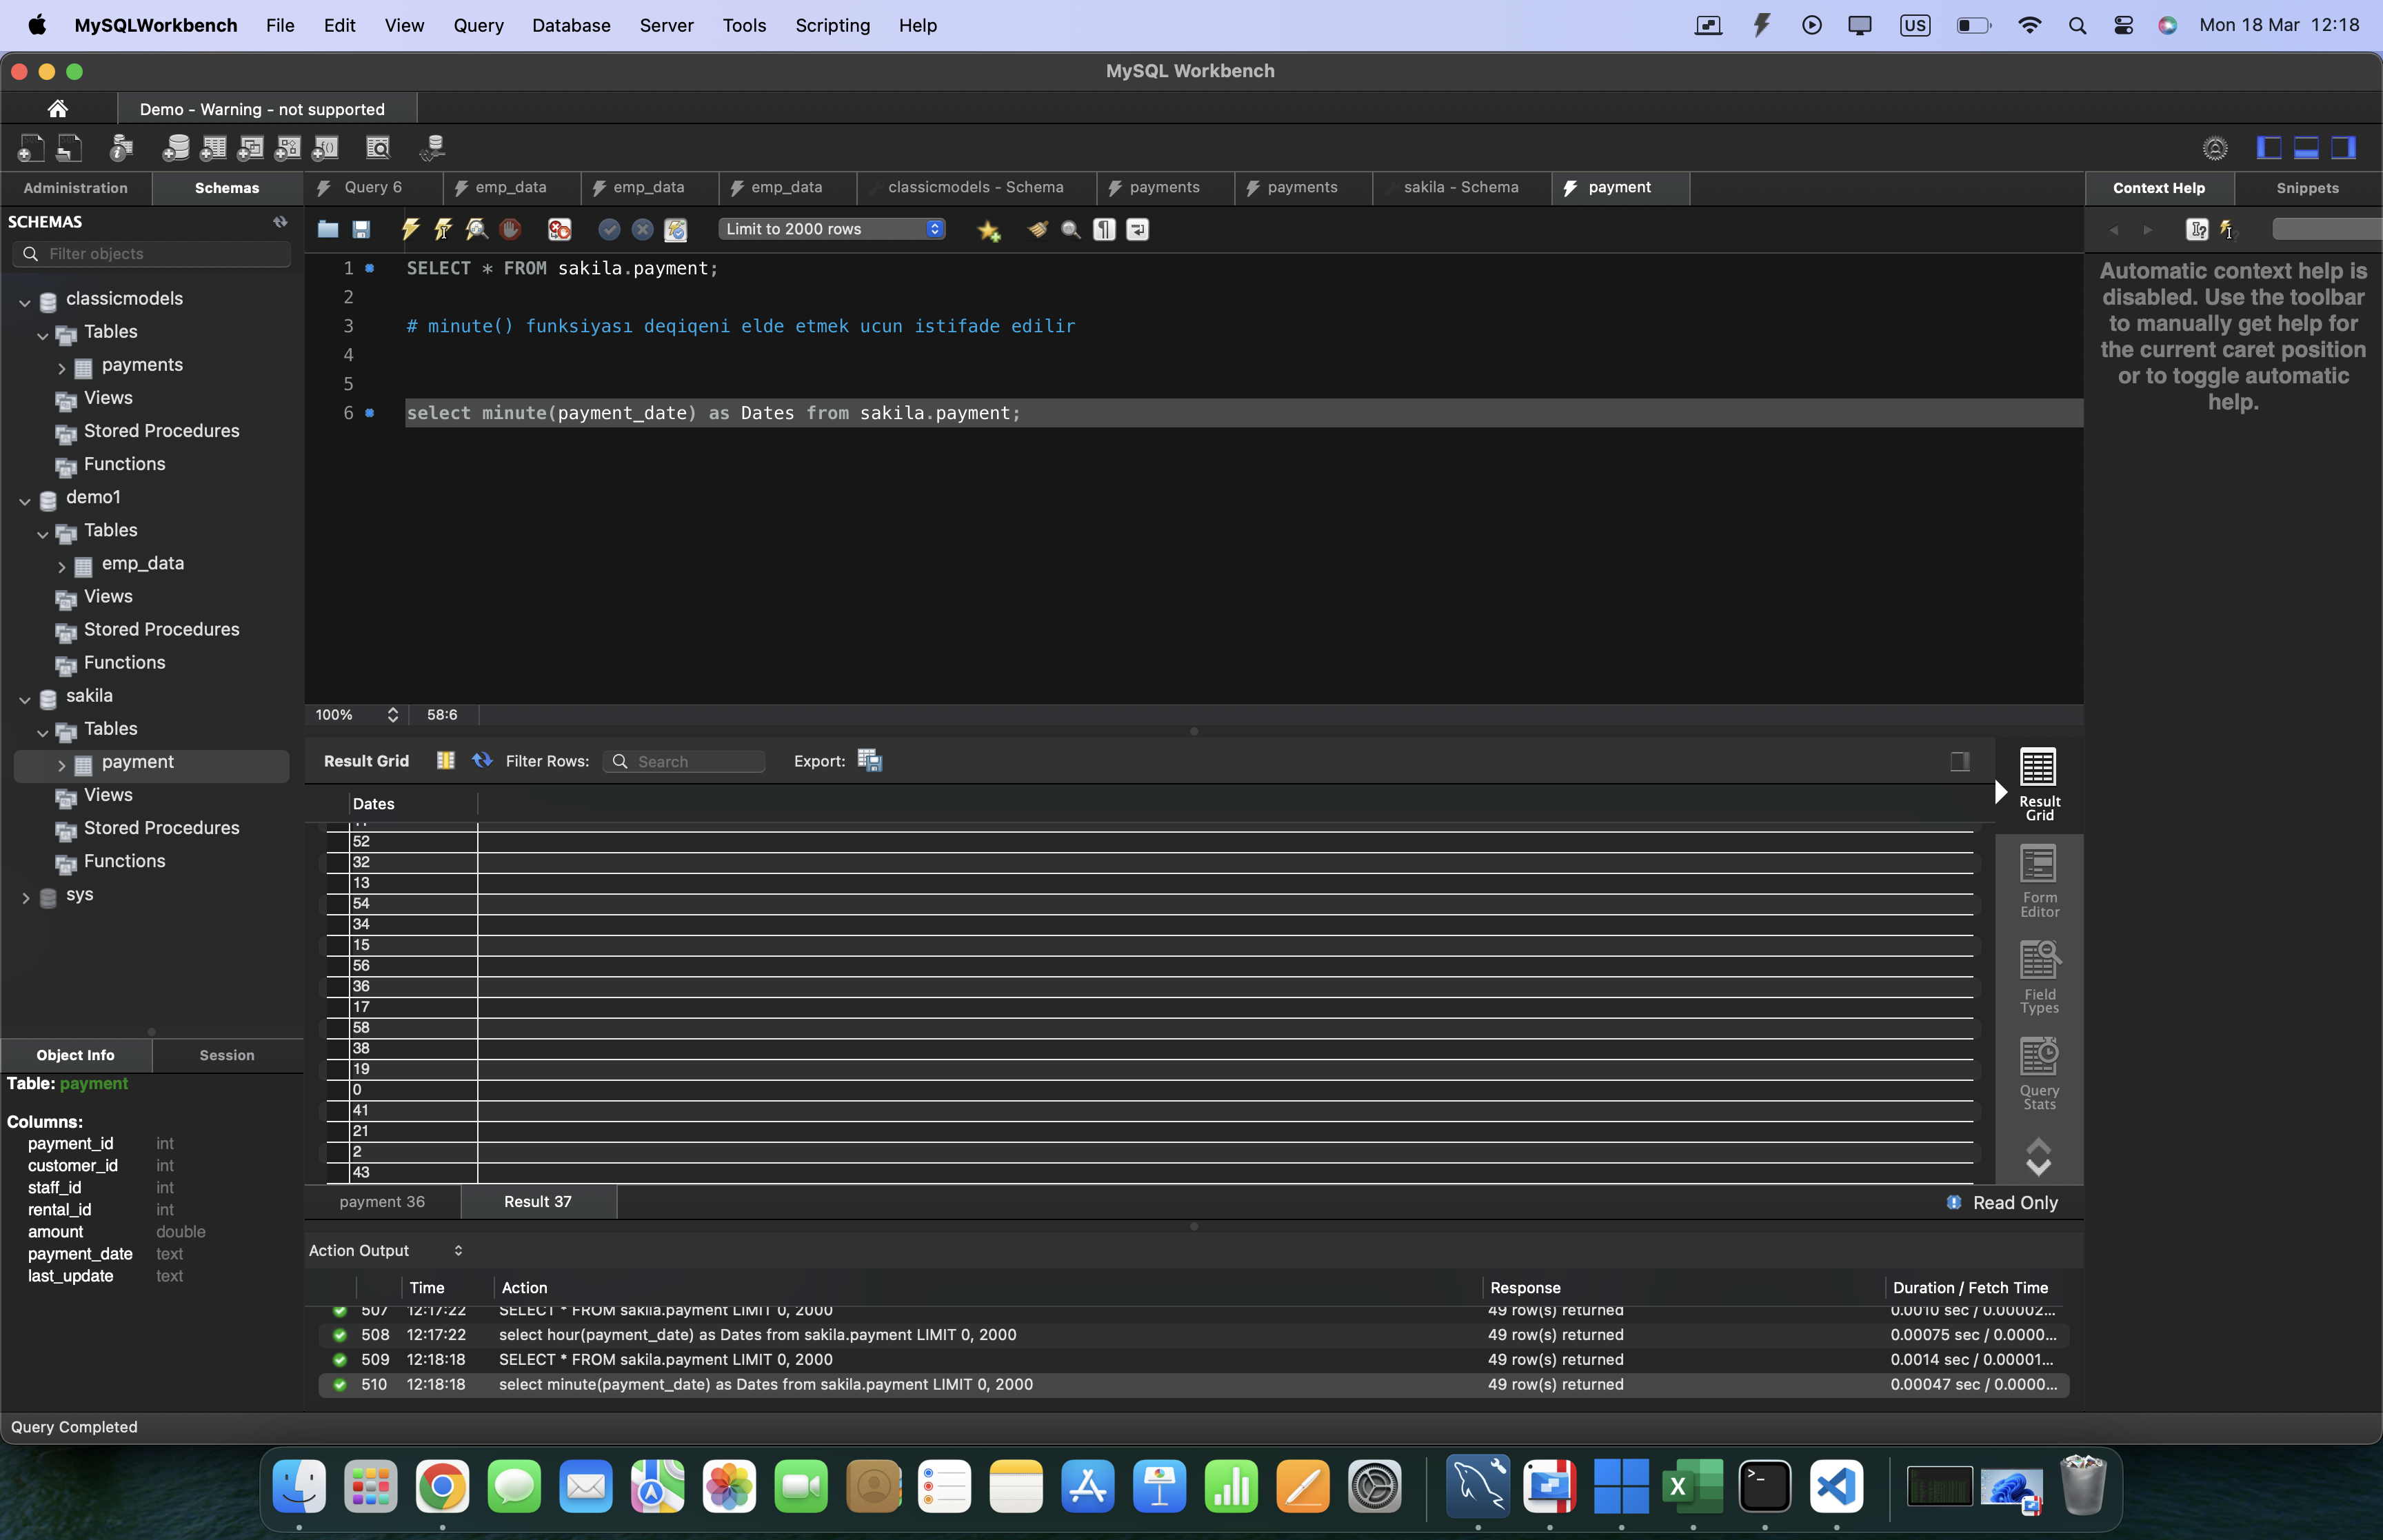 MySQLWorkbench File Edit View Query Database Server Tools Scripting Help US Mon 18 Mar 12:18
MySQL Workbench
Demo - Warning - not supported
Administration Schemas Query 6 emp_data emp_data emp_data classicmodels - Schema payments payments sakila - Schema payment Context Help Snippets
SCHEMAS
Limit to 2000 rows
Filter objects
classicmodels
Tables
payments
Views
Stored Procedures
Functions
demo1
Tables
emp_data
Views
Stored Procedures
Functions
sakila
Tables
payment
Views
Stored Procedures
Functions
sys
Object Info Session
Table: payment
Columns:
payment_id int
customer_id int
staff_id int
rental_id int
amount double
payment_date text
last_update text
1 SELECT * FROM sakila.payment;
2
3 # minute() funksiyası deqiqeni elde etmek ucun istifade edilir
4
5
6 select minute(payment_date) as Dates from sakila.payment;
100% 58:6
Result Grid Filter Rows: Search Export:
Dates
52
32
13
54
34
15
56
36
17
58
38
19
0
41
21
2
43
Result
Grid
Form
Editor
Field
Types
Query
Stats
payment 36 Result 37 Read Only
Action Output
Time Action Response Duration / Fetch Time
507 12:17:22 SELECT * FROM sakila.payment LIMIT 0, 2000 49 row(s) returned 0.0010 sec / 0.00002...
508 12:17:22 select hour(payment_date) as Dates from sakila.payment LIMIT 0, 2000 49 row(s) returned 0.00075 sec / 0.0000...
509 12:18:18 SELECT * FROM sakila.payment LIMIT 0, 2000 49 row(s) returned 0.0014 sec / 0.00001...
510 12:18:18 select minute(payment_date) as Dates from sakila.payment LIMIT 0, 2000 49 row(s) returned 0.00047 sec / 0.0000...
Query Completed
Automatic context help is
disabled. Use the toolbar
to manually get help for
the current caret position
or to toggle automatic
help.